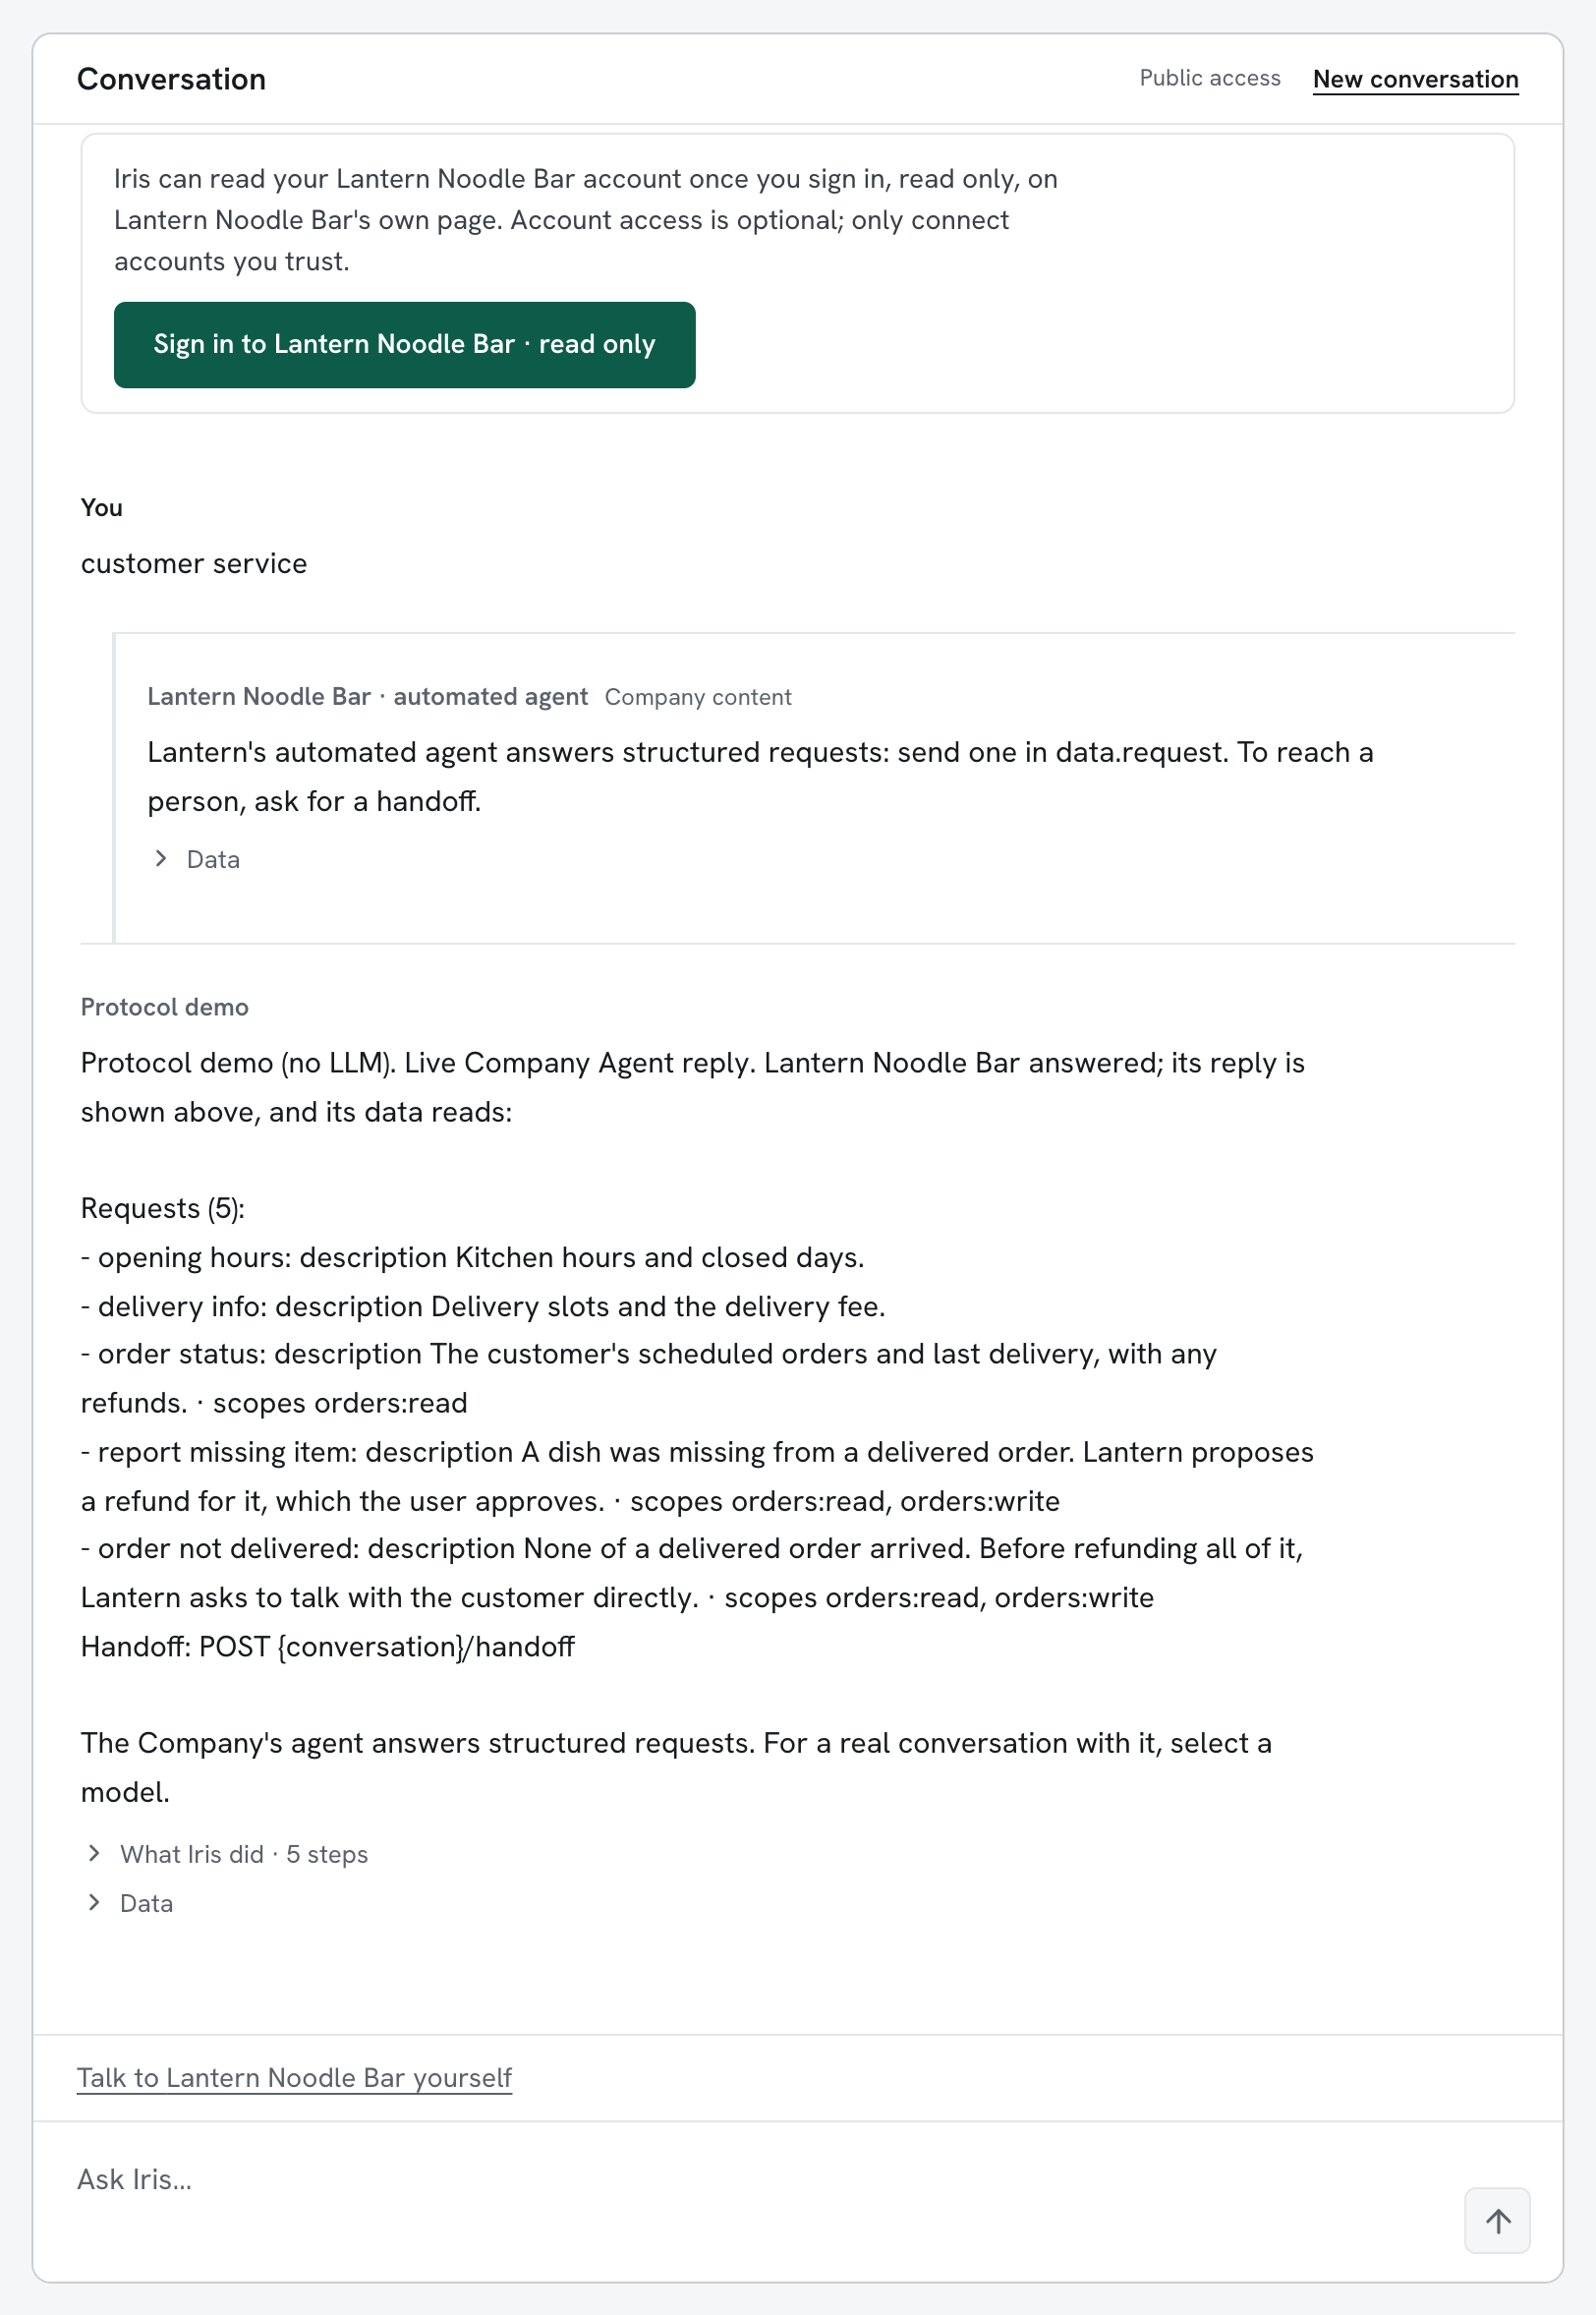 Conversation
Public access
New conversation
Iris can read your Lantern Noodle Bar account once you sign in, read only, on
Lantern Noodle Bar's own page. Account access is optional; only connect
accounts you trust.
Sign in to Lantern Noodle Bar · read only
You
customer service
Lantern Noodle Bar · automated agent Company content
Lantern's automated agent answers structured requests: send one in data.request. To reach a
person, ask for a handoff.
Data
Protocol demo
Protocol demo (no LLM). Live Company Agent reply. Lantern Noodle Bar answered; its reply is
shown above, and its data reads:
Requests (5):
- opening hours: description Kitchen hours and closed days.
- delivery info: description Delivery slots and the delivery fee.
- order status: description The customer's scheduled orders and last delivery, with any
refunds. · scopes orders:read
- report missing item: description A dish was missing from a delivered order. Lantern proposes
a refund for it, which the user approves. · scopes orders:read, orders:write
- order not delivered: description None of a delivered order arrived. Before refunding all of it,
Lantern asks to talk with the customer directly. · scopes orders:read, orders:write
Handoff: POST {conversation}/handoff
The Company's agent answers structured requests. For a real conversation with it, select a
model.
What Iris did · 5 steps
Data
Talk to Lantern Noodle Bar yourself
Ask Iris...